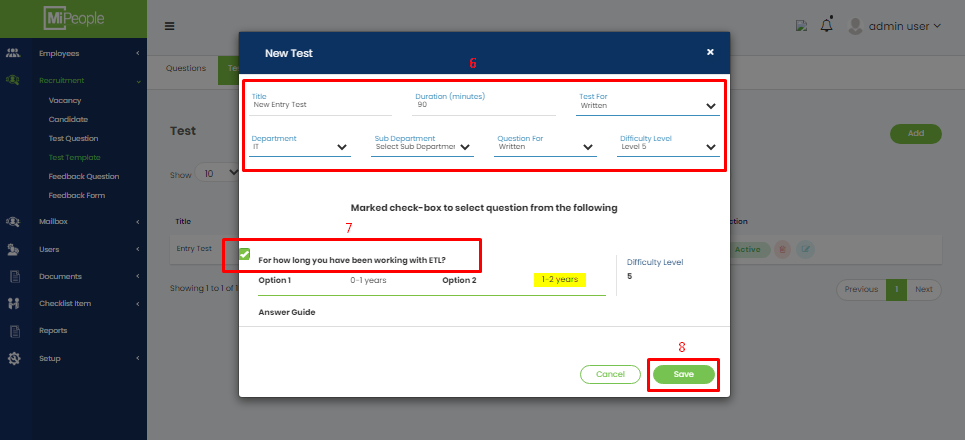 MiPeople
admin user
Employees
Recruitment
Vacancy
Candidate
Test Question
Test Template
Feedback Question
Feedback Form
Mailbox
Users
Documents
Checklist Item
Reports
Setup
Questions
Te
Test
Add
Show 10
Title
ction
Entry Test
Active
Showing 1 to 1 of 1
Previous 1 Next
New Test ×
6
Title Duration (minutes) Test For
New Entry Test 90 Written
Department Sub Department Question For Difficulty Level
IT Select Sub Departmer Written Level 5
Marked check-box to select question from the following
7
For how long you have been working with ETL? Difficulty Level
Option 1 0-1 years Option 2 1-2 years 5
Answer Guide
8
Cancel Save